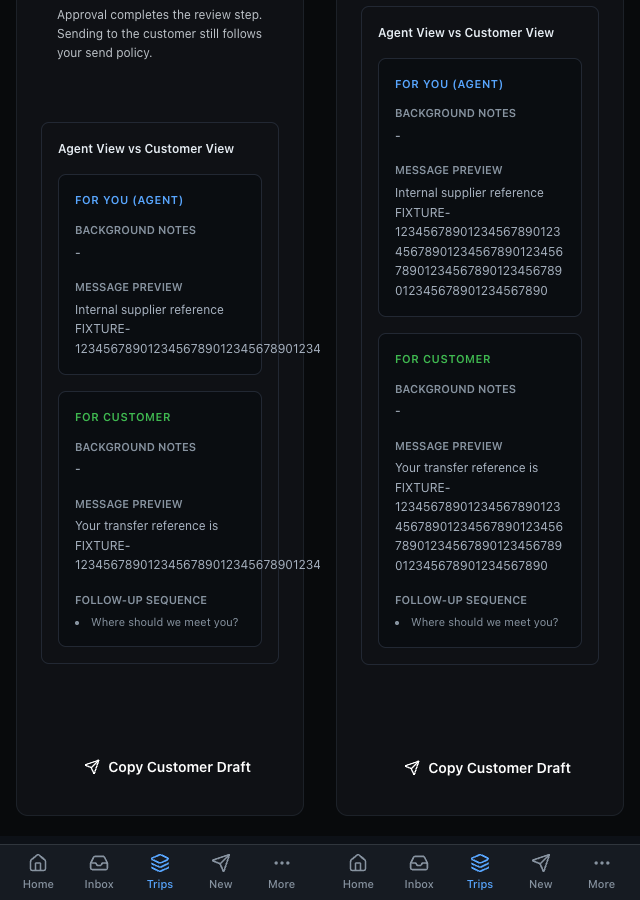 Approval completes the review step.
Sending to the customer still follows
your send policy.
Agent View vs Customer View
FOR YOU (AGENT)
BACKGROUND NOTES
-
MESSAGE PREVIEW
Internal supplier reference
FIXTURE-
1234567890123456789012345678901234
FOR CUSTOMER
BACKGROUND NOTES
-
MESSAGE PREVIEW
Your transfer reference is
FIXTURE-
1234567890123456789012345678901234
FOLLOW-UP SEQUENCE
• Where should we meet you?
Copy Customer Draft
Home Inbox Trips New More
Agent View vs Customer View
FOR YOU (AGENT)
BACKGROUND NOTES
-
MESSAGE PREVIEW
Internal supplier reference
FIXTURE-
12345678901234567890123
45678901234567890123456
78901234567890123456789
012345678901234567890
FOR CUSTOMER
BACKGROUND NOTES
-
MESSAGE PREVIEW
Your transfer reference is
FIXTURE-
12345678901234567890123
45678901234567890123456
78901234567890123456789
012345678901234567890
FOLLOW-UP SEQUENCE
• Where should we meet you?
Copy Customer Draft
Home Inbox Trips New More